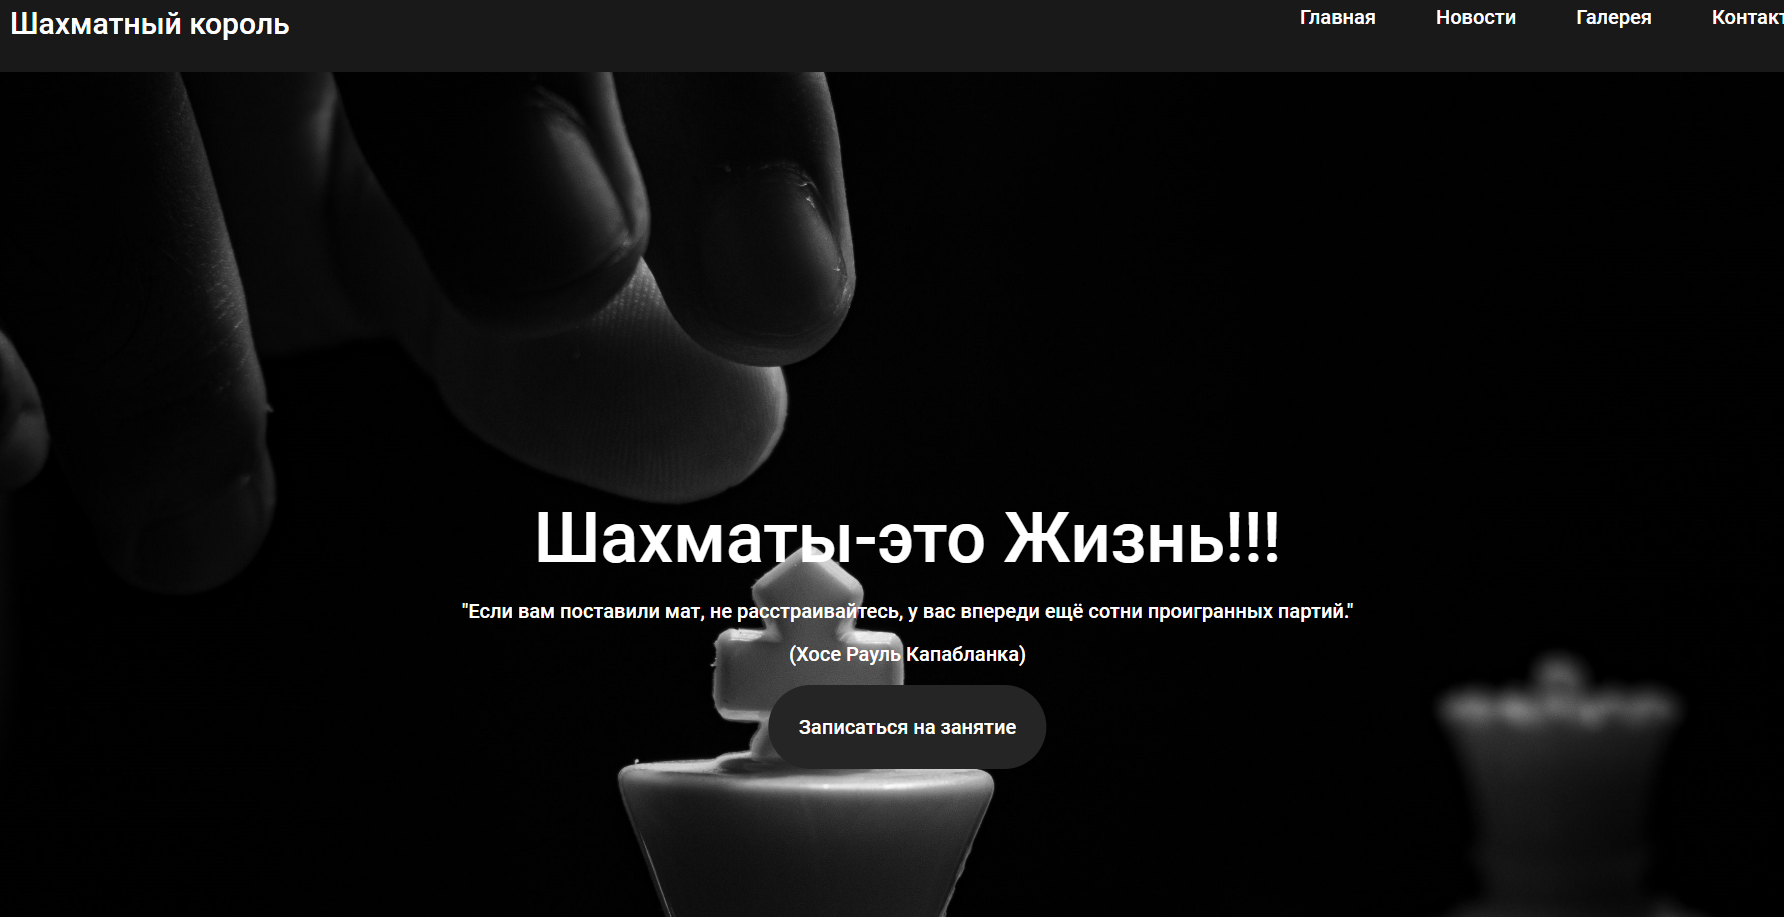 Шахматный король
Главная Новости Галерея Контакт
Шахматы-это Жизнь!!!
"Если вам поставили мат, не расстраивайтесь, у вас впереди ещё сотни проигранных партий."
(Хосе Рауль Капабланка)
Записаться на занятие